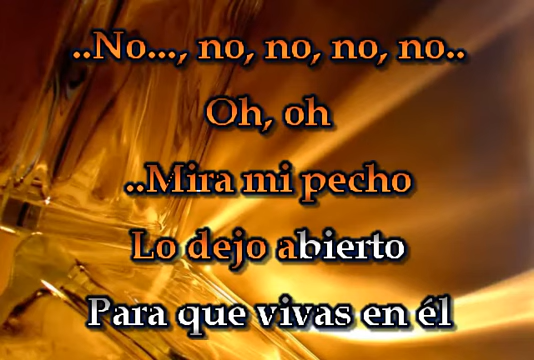 ..No..., no, no, no, no..
Oh, oh
..Mira mi pecho
Lo dejo abierto
Para que vivas en él